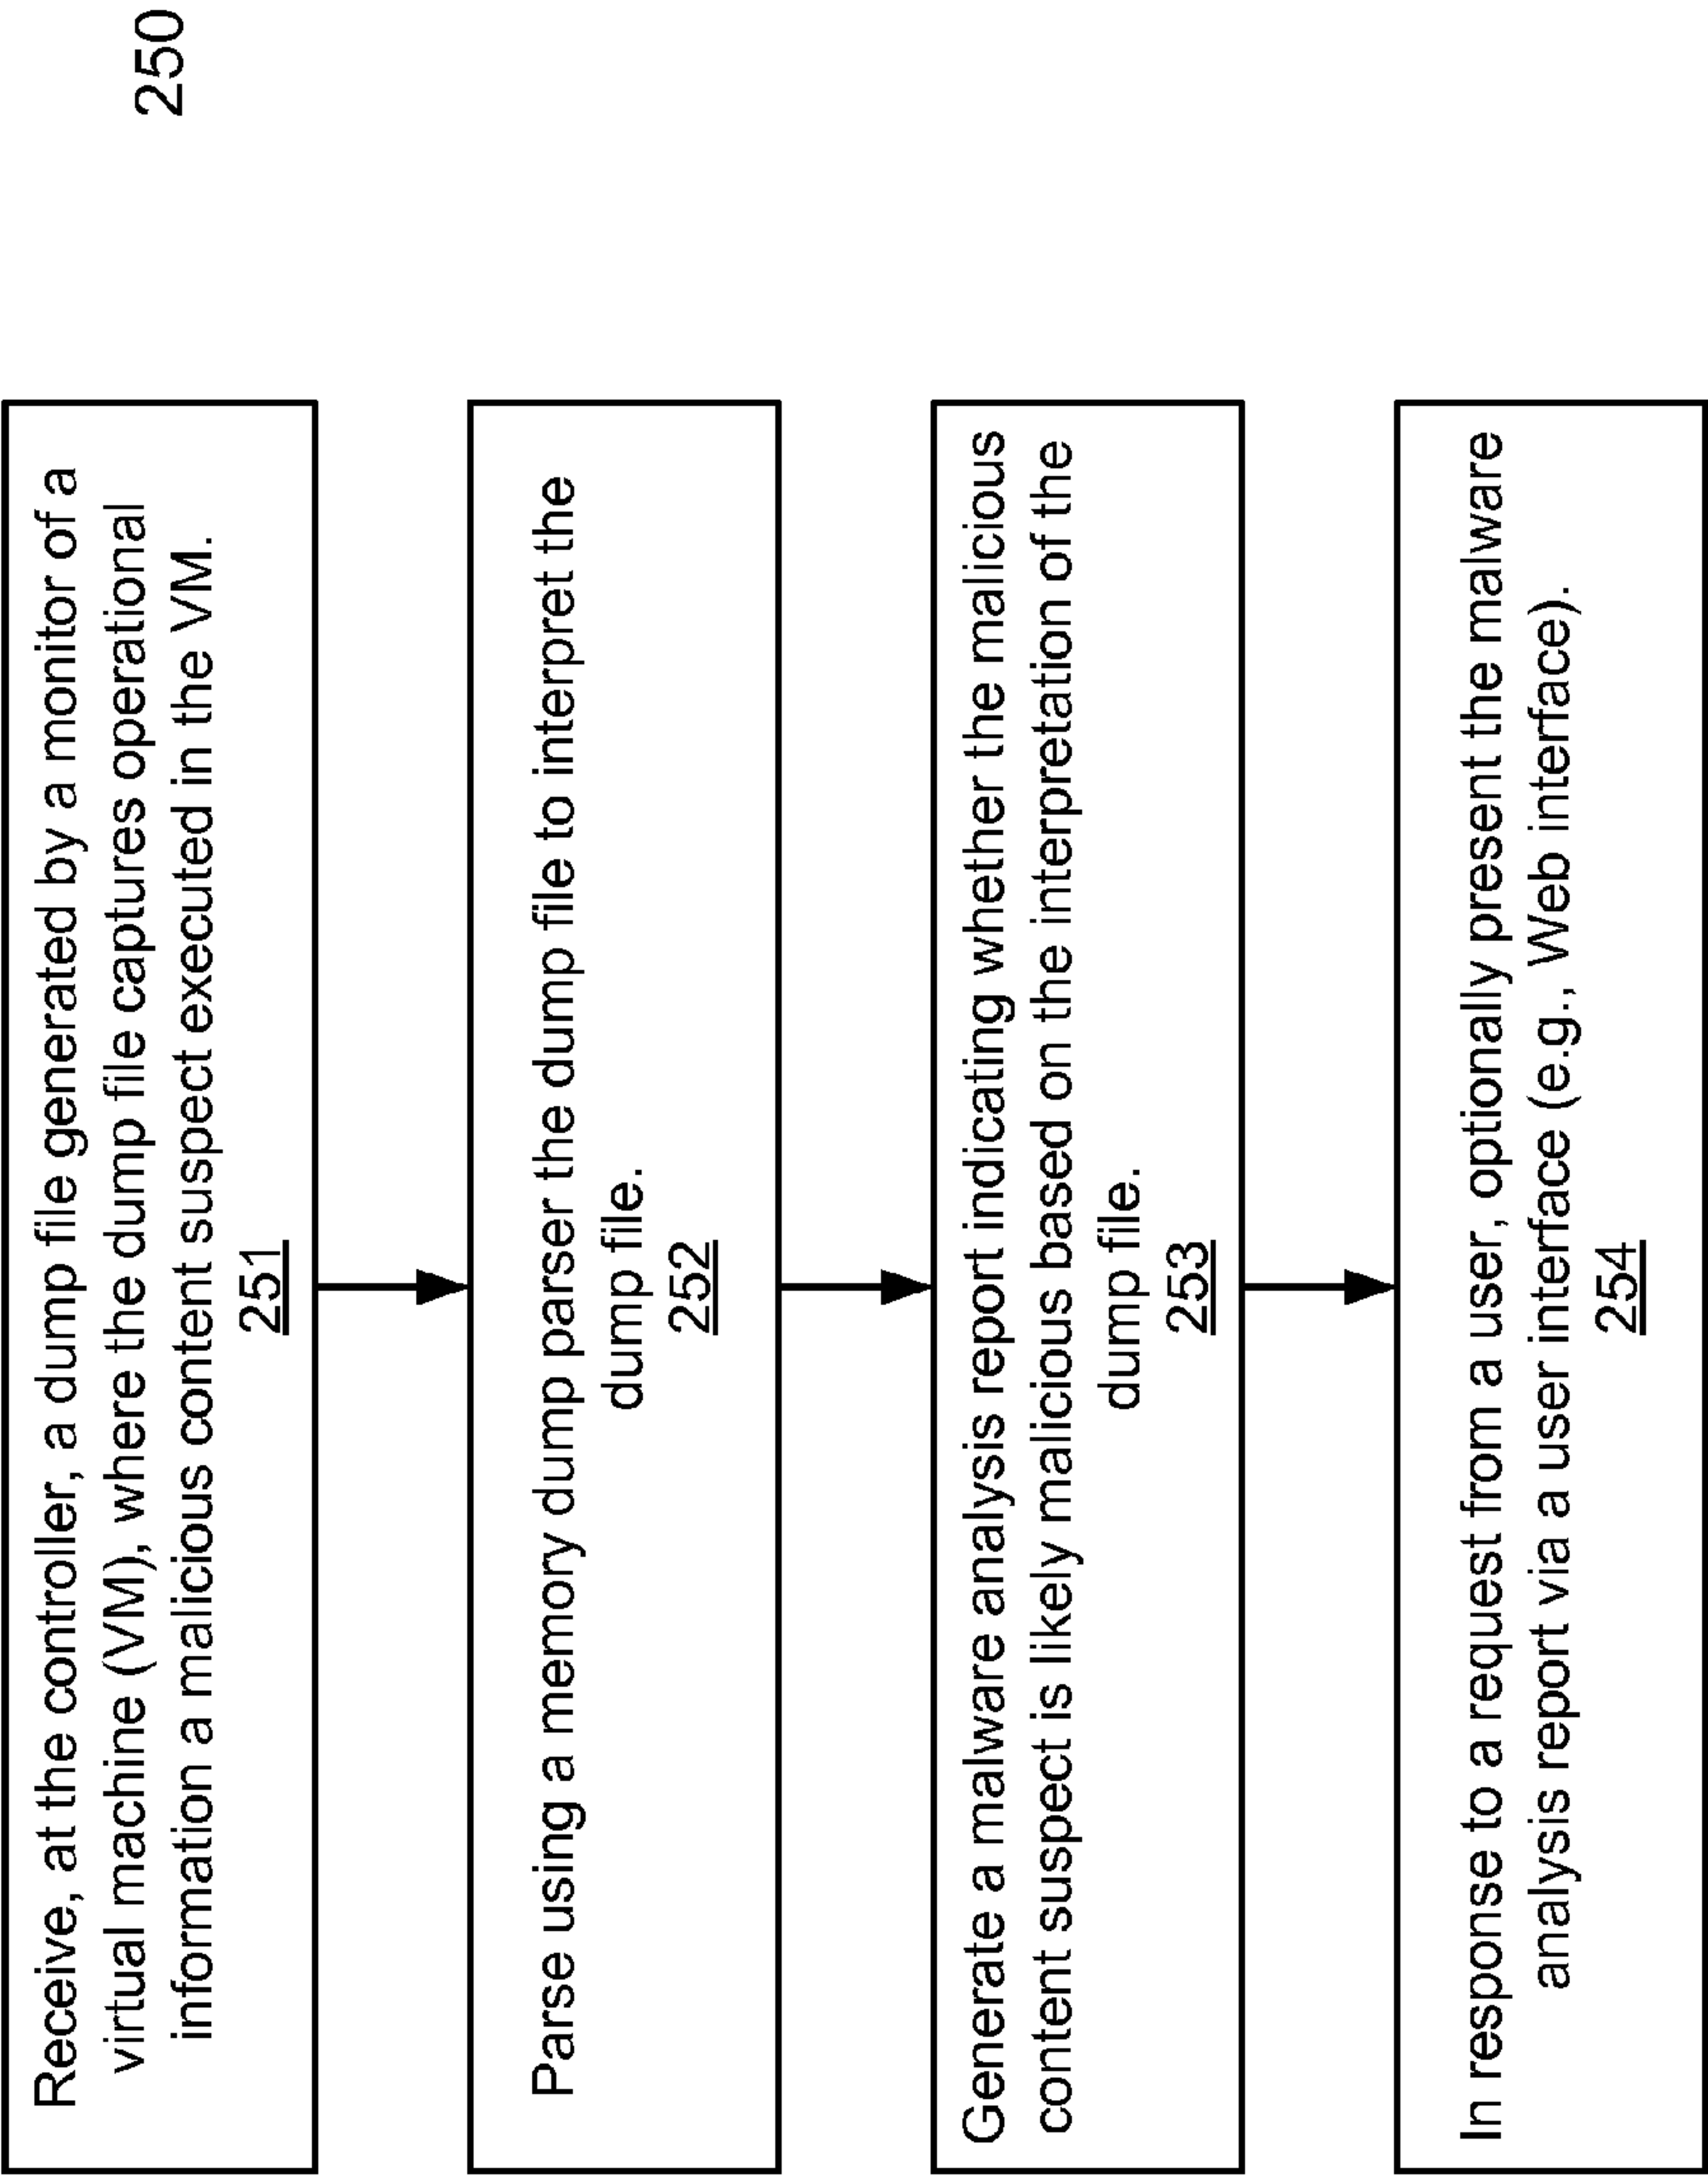 250
Receive, at the controller, a dump file generated by a monitor of a
virtual machine (VM), where the dump file captures operational
information a malicious content suspect executed in the VM.
251
Parse using a memory dump parser the dump file to interpret the
dump file.
252
Generate a malware analysis report indicating whether the malicious
content suspect is likely malicious based on the interpretation of the
dump file.
253
In response to a request from a user, optionally present the malware
analysis report via a user interface (e.g., Web interface).
254